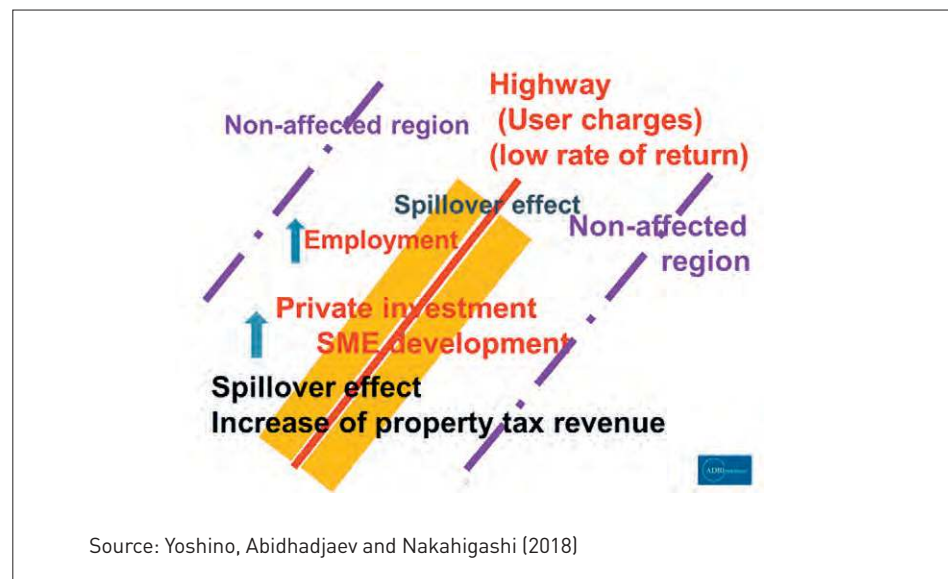 Highway
(User charges)
(low rate of return)
Non-affected region
Spillover effect
Non-affected
region
Employment
Private investment
SME development
Spillover effect
Increase of property tax revenue
ADBI
Source: Yoshino, Abidhadjaev and Nakahigashi (2018)